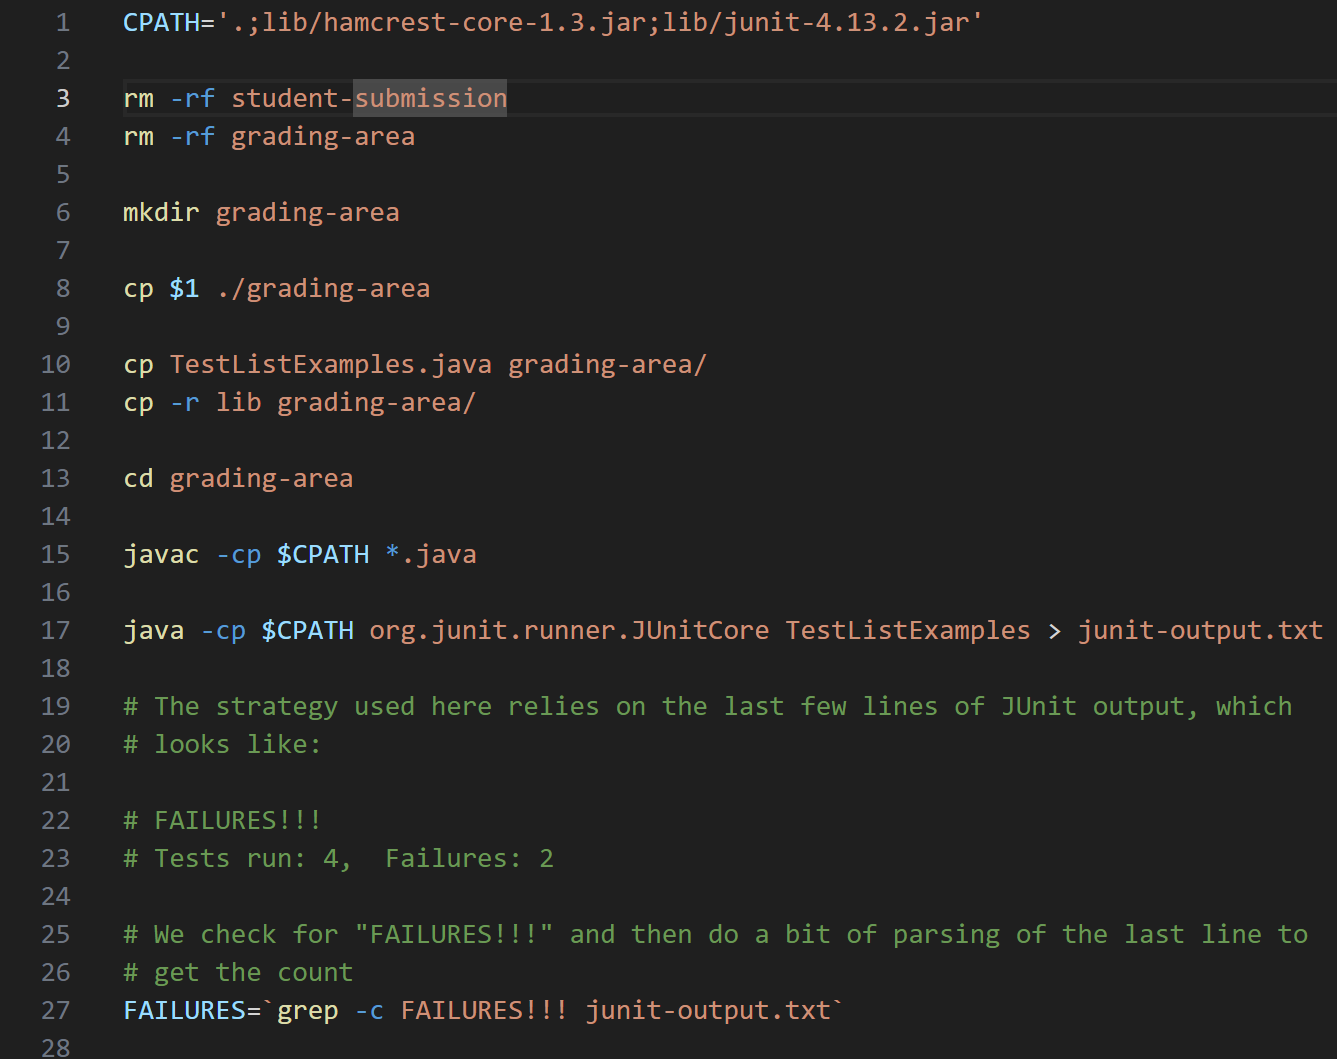 1 CPATH='.;lib/hamcrest-core-1.3.jar;lib/junit-4.13.2.jar'
2
3 rm -rf student-submission
4 rm -rf grading-area
5
6 mkdir grading-area
7
8 cp $1 ./grading-area
9
10 cp TestListExamples.java grading-area/
11 cp -r lib grading-area/
12
13 cd grading-area
14
15 javac -cp $CPATH *.java
16
17 java -cp $CPATH org.junit.runner.JUnitCore TestListExamples > junit-output.txt
18
19 # The strategy used here relies on the last few lines of JUnit output, which
20 # looks like:
21
22 # FAILURES!!!
23 # Tests run: 4,  Failures: 2
24
25 # We check for "FAILURES!!!" and then do a bit of parsing of the last line to
26 # get the count
27 FAILURES=`grep -c FAILURES!!! junit-output.txt`
28